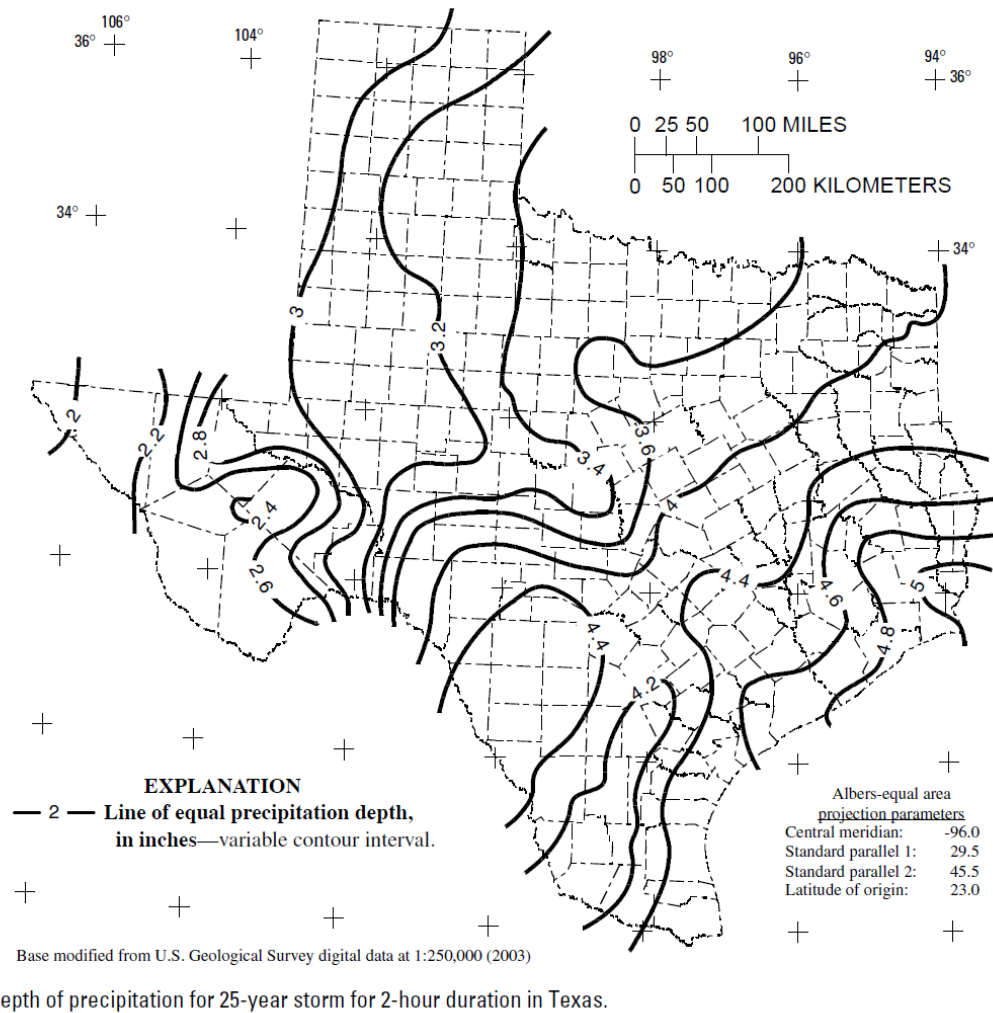 106°
36°
104°
98°
96°
94°
36°
0 25 50 100 MILES
0 50 100 200 KILOMETERS
34°
34°
3
3.2
2
2.2
2.8
3.6
3.4
2.4
4
2.6
4.4
4.6
5
4.4
4.8
4.2
EXPLANATION
2 Line of equal precipitation depth,
in inches—variable contour interval.
Albers-equal area
projection parameters
Central meridian: -96.0
Standard parallel 1: 29.5
Standard parallel 2: 45.5
Latitude of origin: 23.0
Base modified from U.S. Geological Survey digital data at 1:250,000 (2003)
epth of precipitation for 25-year storm for 2-hour duration in Texas.